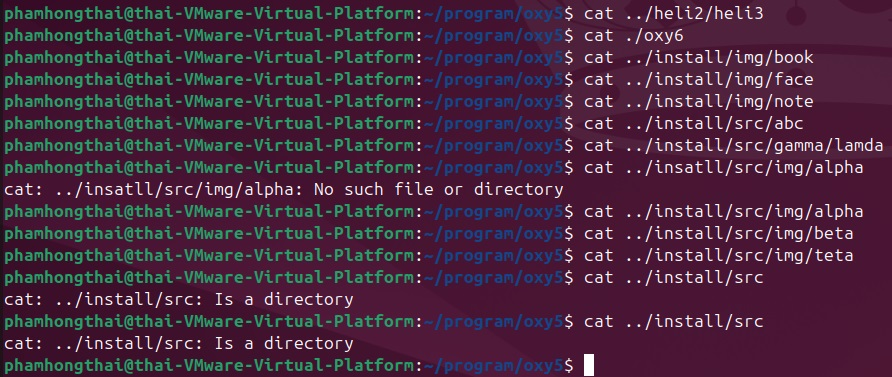 phamhongthai@thai-VMware-Virtual-Platform:~/program/oxy5$ cat ../heli2/heli3
phamhongthai@thai-VMware-Virtual-Platform:~/program/oxy5$ cat ./oxy6
phamhongthai@thai-VMware-Virtual-Platform:~/program/oxy5$ cat ../install/img/book
phamhongthai@thai-VMware-Virtual-Platform:~/program/oxy5$ cat ../install/img/face
phamhongthai@thai-VMware-Virtual-Platform:~/program/oxy5$ cat ../install/img/note
phamhongthai@thai-VMware-Virtual-Platform:~/program/oxy5$ cat ../install/src/abc
phamhongthai@thai-VMware-Virtual-Platform:~/program/oxy5$ cat ../install/src/gamma/lamda
phamhongthai@thai-VMware-Virtual-Platform:~/program/oxy5$ cat ../insatll/src/img/alpha
cat: ../insatll/src/img/alpha: No such file or directory
phamhongthai@thai-VMware-Virtual-Platform:~/program/oxy5$ cat ../install/src/img/alpha
phamhongthai@thai-VMware-Virtual-Platform:~/program/oxy5$ cat ../install/src/img/beta
phamhongthai@thai-VMware-Virtual-Platform:~/program/oxy5$ cat ../install/src/img/teta
phamhongthai@thai-VMware-Virtual-Platform:~/program/oxy5$ cat ../install/src
cat: ../install/src: Is a directory
phamhongthai@thai-VMware-Virtual-Platform:~/program/oxy5$ cat ../install/src
cat: ../install/src: Is a directory
phamhongthai@thai-VMware-Virtual-Platform:~/program/oxy5$